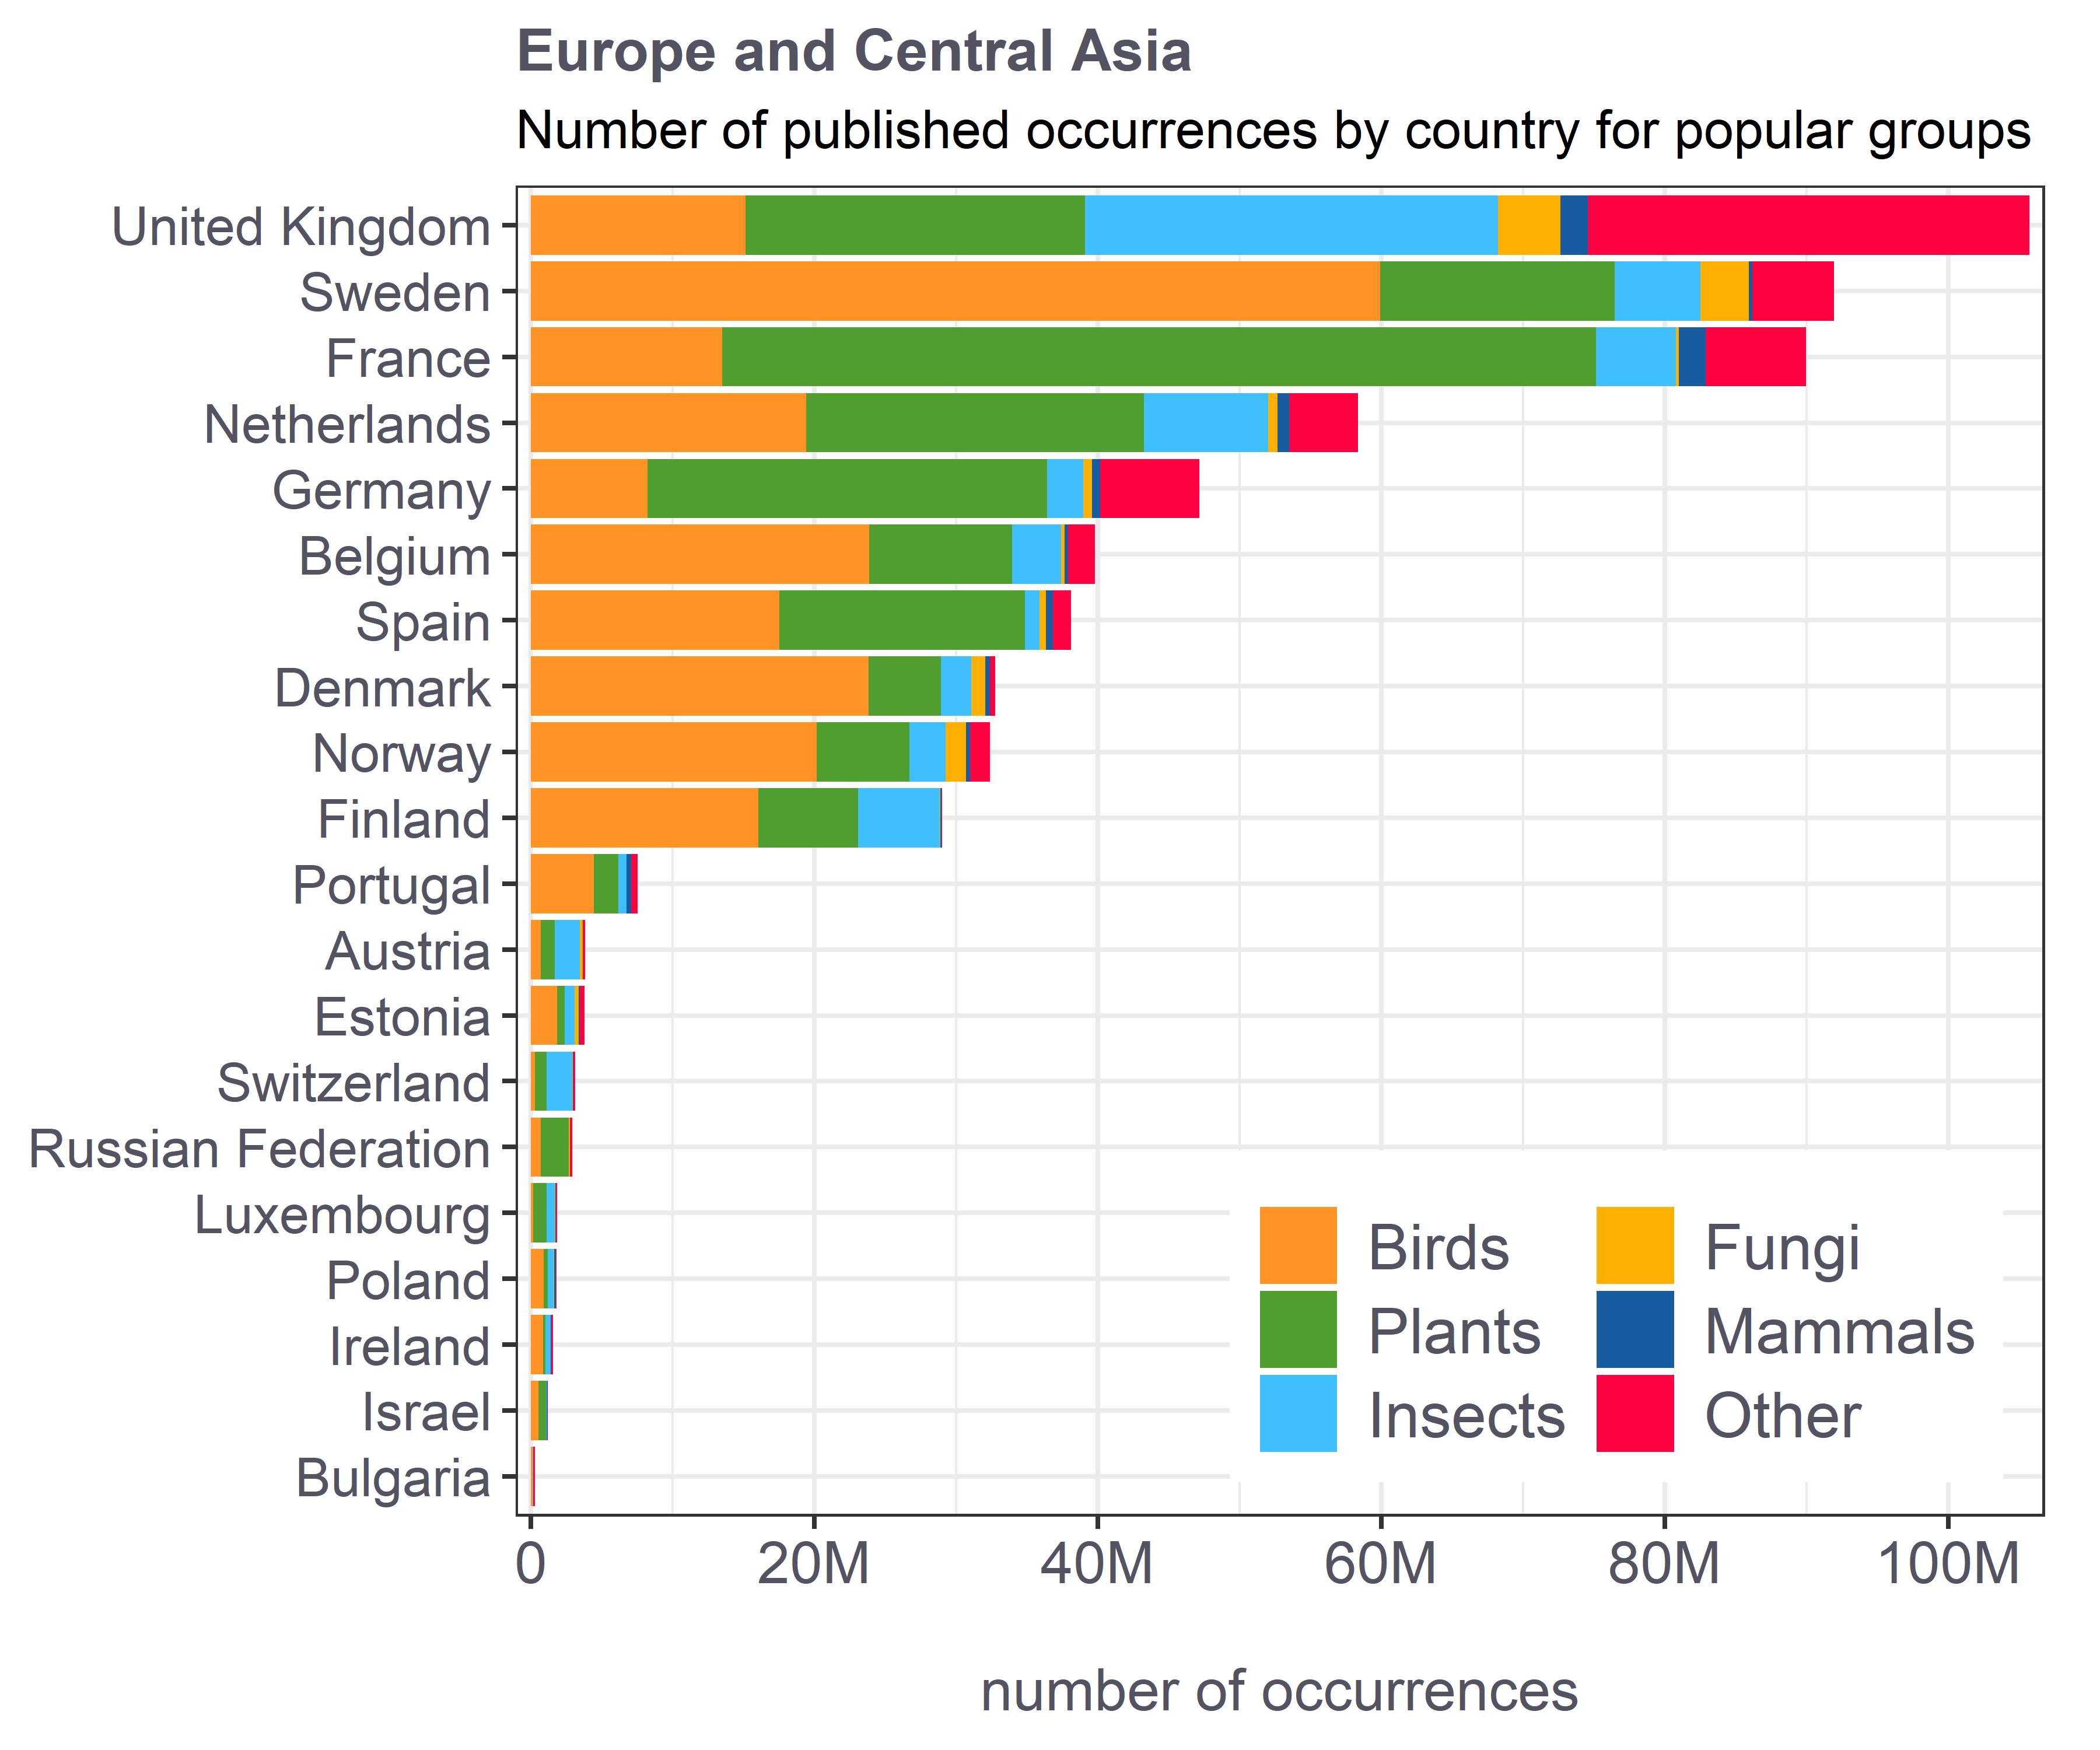 Europe and Central Asia
Number of published occurrences by country for popular groups
United Kingdom
Sweden
France
Netherlands
Germany
Belgium
Spain
Denmark
Norway
Finland
Portugal
Austria
Estonia
Switzerland
Russian Federation
Luxembourg
Poland
Ireland
Israel
Bulgaria
Birds Fungi
Plants Mammals
Insects Other
0 20M 40M 60M 80M 100M
number of occurrences